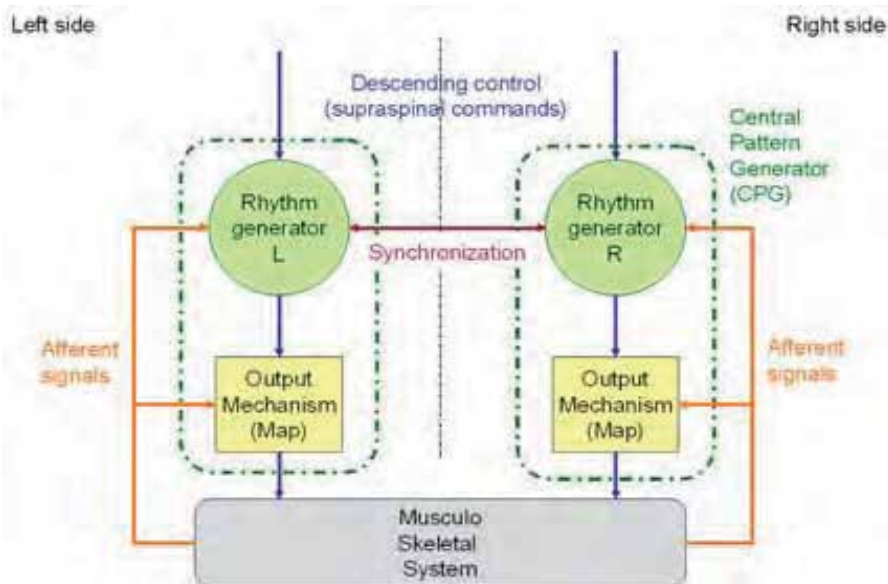 Left side
Right side
Descending control
(supraspinal commands)
Central
Pattern
Generator
(CPG)
Rhythm
generator
L
Rhythm
generator
R
Synchronization
Afferent
signals
Afferent
signals
Output
Mechanism
(Map)
Output
Mechanism
(Map)
Musculo
Skeletal
System